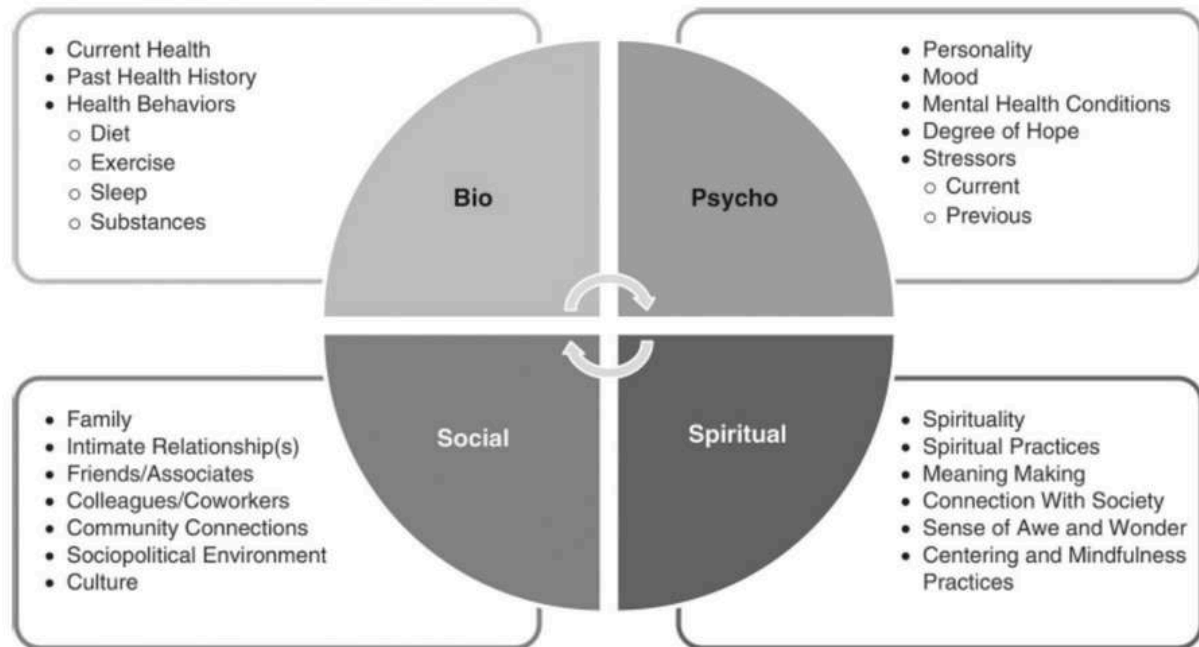 • Current Health
• Past Health History
• Health Behaviors
○ Diet
○ Exercise
○ Sleep
○ Substances
Bio
• Personality
• Mood
• Mental Health Conditions
• Degree of Hope
• Stressors
○ Current
○ Previous
Psycho
• Family
• Intimate Relationship(s)
• Friends/Associates
• Colleagues/Coworkers
• Community Connections
• Sociopolitical Environment
• Culture
Social
• Spirituality
• Spiritual Practices
• Meaning Making
• Connection With Society
• Sense of Awe and Wonder
• Centering and Mindfulness
Practices
Spiritual